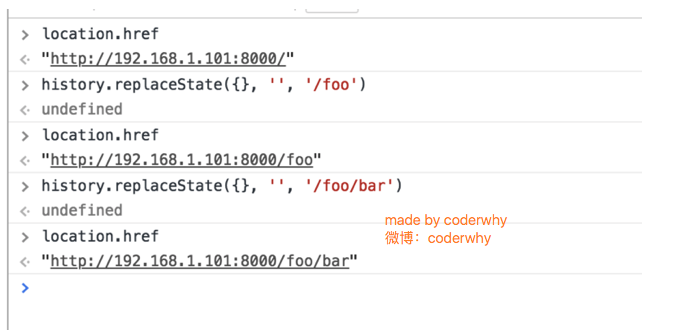 location.href
"http://192.168.1.101:8000/"
history.replaceState({}, '', '/foo')
undefined
location.href
"http://192.168.1.101:8000/foo"
history.replaceState({}, '', '/foo/bar')
undefined
made by coderwhy
location.href
微博：coderwhy
"http://192.168.1.101:8000/foo/bar"